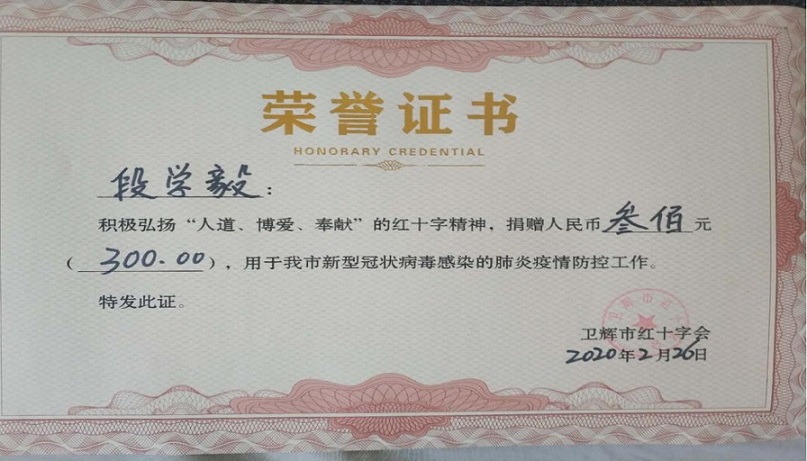 荣誉证书
HONORARY CREDENTIAL
段学毅：
积极弘扬“人道、博爱、奉献”的红十字精神，捐赠人民币叁佰元
（300.00），用于我市新型冠状病毒感染的肺炎疫情防控工作。
特发此证。
卫辉市红十字会
2020年2月26日